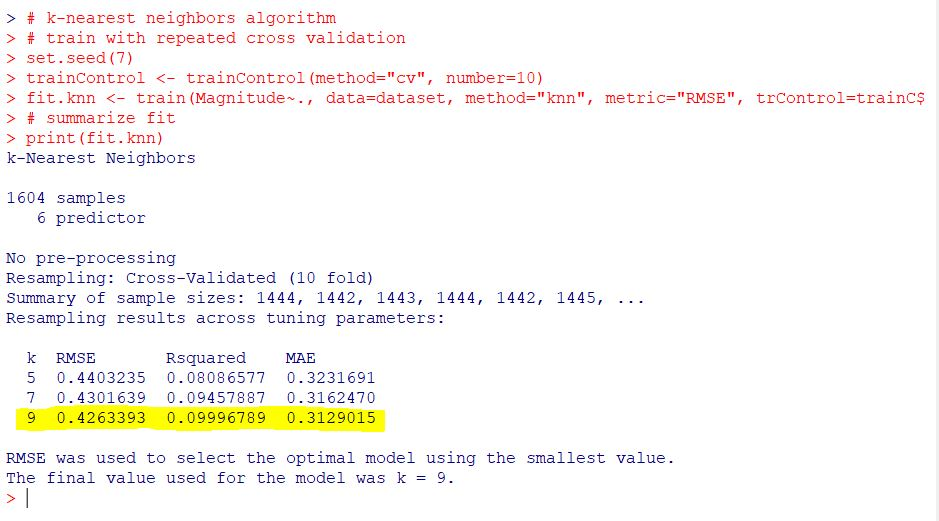 > # k-nearest neighbors algorithm
> # train with repeated cross validation
> set.seed(7)
> trainControl <- trainControl(method="cv", number=10)
> fit.knn <- train(Magnitude~., data=dataset, method="knn", metric="RMSE", trControl=trainC$
> # summarize fit
> print(fit.knn)
k-Nearest Neighbors

1604 samples
   6 predictor

No pre-processing
Resampling: Cross-Validated (10 fold)
Summary of sample sizes: 1444, 1442, 1443, 1444, 1442, 1445, ...
Resampling results across tuning parameters:

  k  RMSE       Rsquared    MAE
  5  0.4403235  0.08086577  0.3231691
  7  0.4301639  0.09457887  0.3162470
  9  0.4263393  0.09996789  0.3129015

RMSE was used to select the optimal model using the smallest value.
The final value used for the model was k = 9.
>